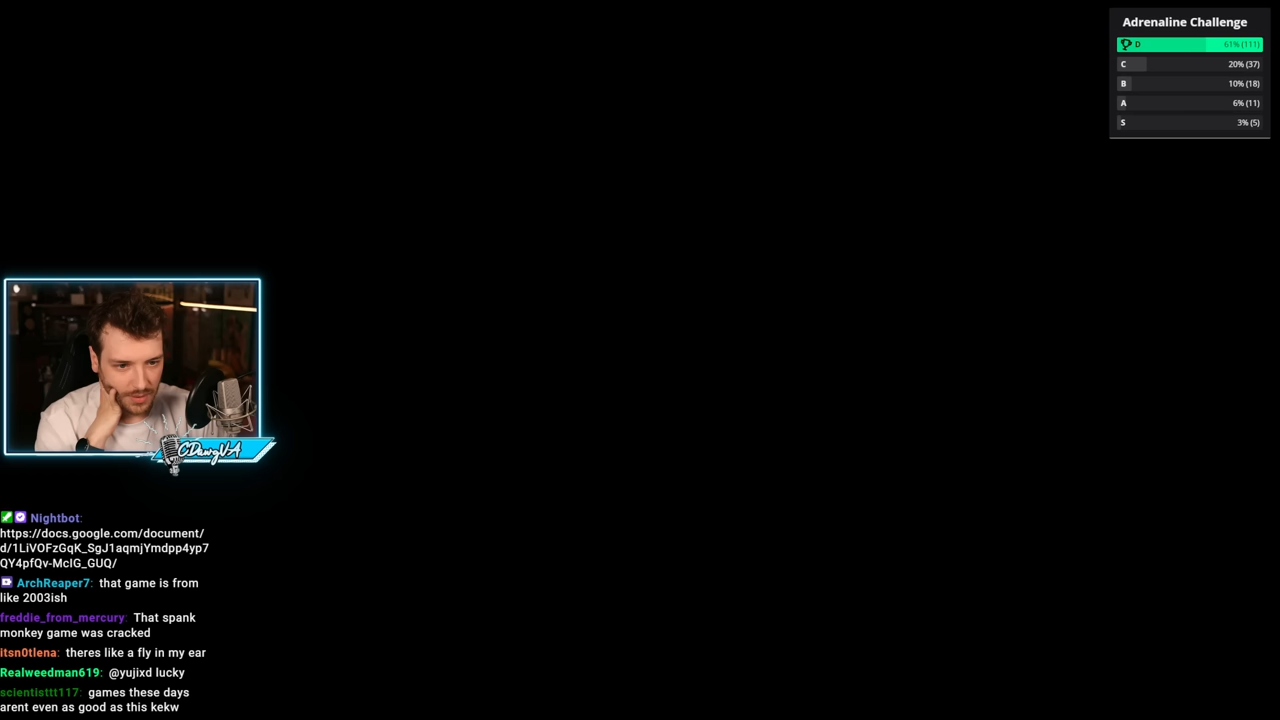 Adrenaline Challenge
D 61% (111)
C 20% (37)
B 10% (18)
A 6% (11)
S 3% (5)
CDawgVA
Nightbot:
https://docs.google.com/document/
d/1LiVOFzGqK_SgJ1aqmjYmdpp4yp7
QY4pfQv-McIG_GUQ/
ArchReaper7: that game is from
like 2003ish
freddie_from_mercury: That spank
monkey game was cracked
itsn0tlena: theres like a fly in my ear
Realweedman619: @yujixd lucky
scientisttt117: games these days
arent even as good as this kekw